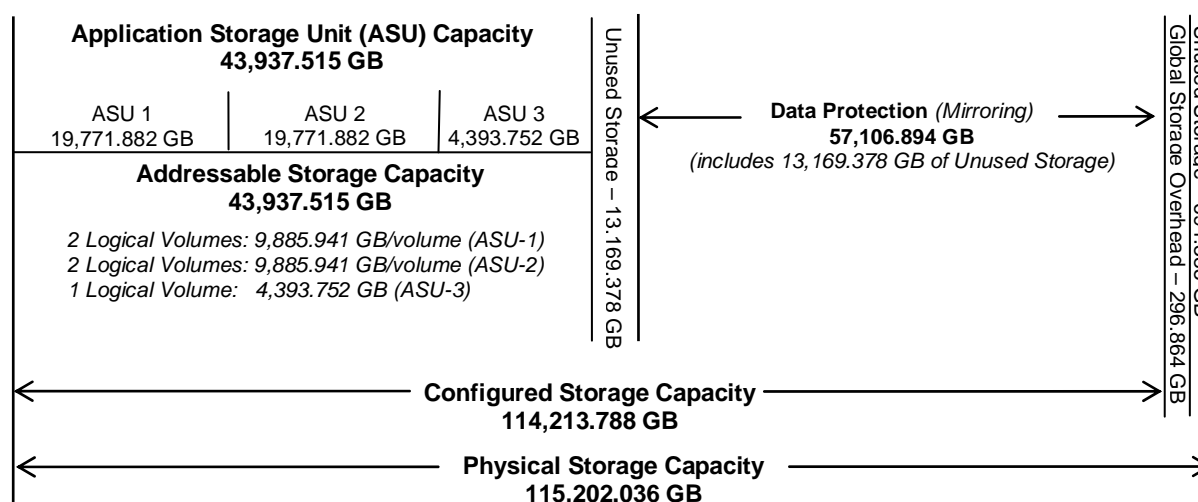 Application Storage Unit (ASU) Capacity
43,937.515 GB
ASU 1
19,771.882 GB
ASU 2
19,771.882 GB
ASU 3
4,393.752 GB
Addressable Storage Capacity
43,937.515 GB
2 Logical Volumes: 9,885.941 GB/volume (ASU-1)
2 Logical Volumes: 9,885.941 GB/volume (ASU-2)
1 Logical Volume: 4,393.752 GB (ASU-3)
Unused Storage – 13.169.378 GB
Data Protection (Mirroring)
57,106.894 GB
(includes 13,169.378 GB of Unused Storage)
Global Storage Overhead – 296.864 GB
Configured Storage Capacity
114,213.788 GB
Physical Storage Capacity
115,202.036 GB